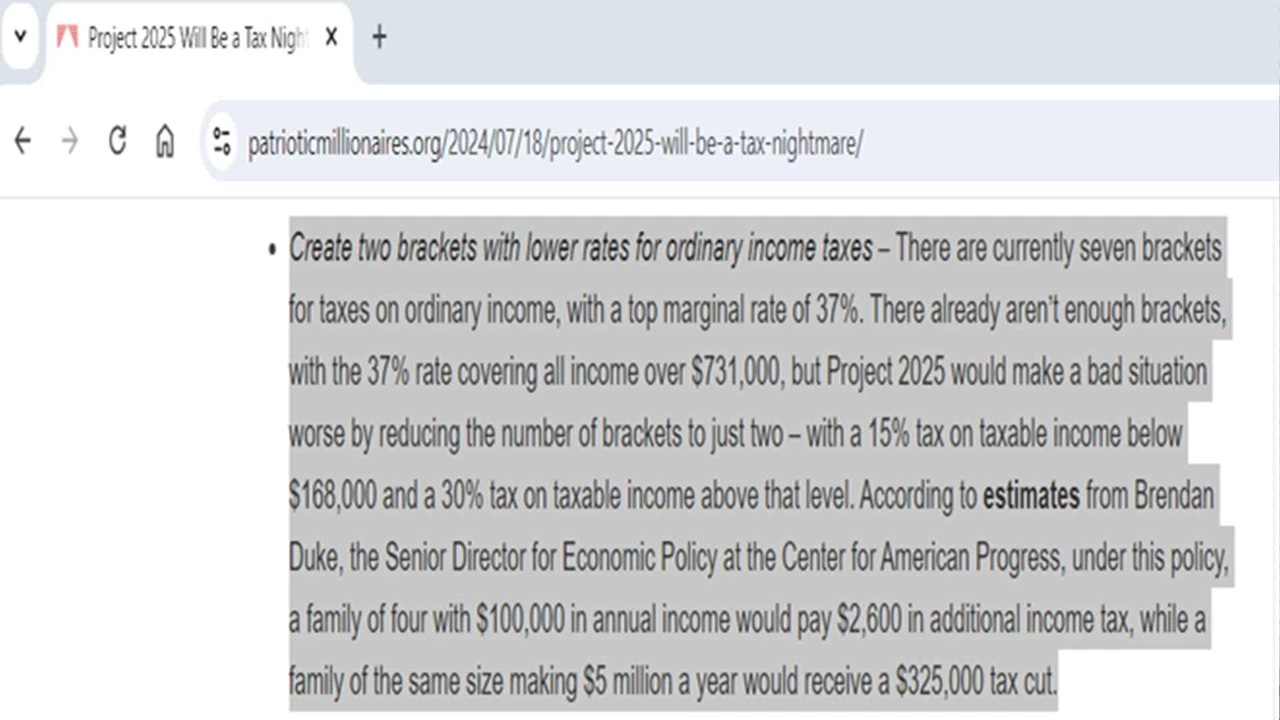 Project 2025 Will Be a Tax Nigh
patrioticmillionaires.org/2024/07/18/project-2025-will-be-a-tax-nightmare/
• Create two brackets with lower rates for ordinary income taxes – There are currently seven brackets
for taxes on ordinary income, with a top marginal rate of 37%. There already aren’t enough brackets,
with the 37% rate covering all income over $731,000, but Project 2025 would make a bad situation
worse by reducing the number of brackets to just two – with a 15% tax on taxable income below
$168,000 and a 30% tax on taxable income above that level. According to estimates from Brendan
Duke, the Senior Director for Economic Policy at the Center for American Progress, under this policy,
a family of four with $100,000 in annual income would pay $2,600 in additional income tax, while a
family of the same size making $5 million a year would receive a $325,000 tax cut.